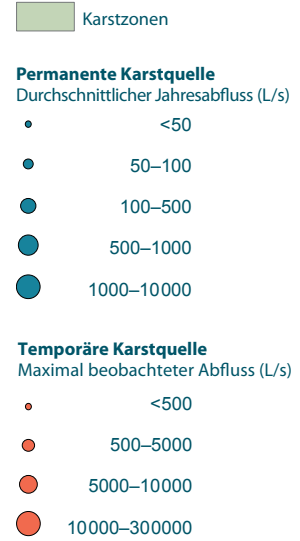 Karstzonen
Permanente Karstquelle
Durchschnittlicher Jahresabfluss (L/s)
<50
50–100
100–500
500–1000
1000–10000
Temporäre Karstquelle
Maximal beobachteter Abfluss (L/s)
<500
500–5000
5000–10000
10000–300000